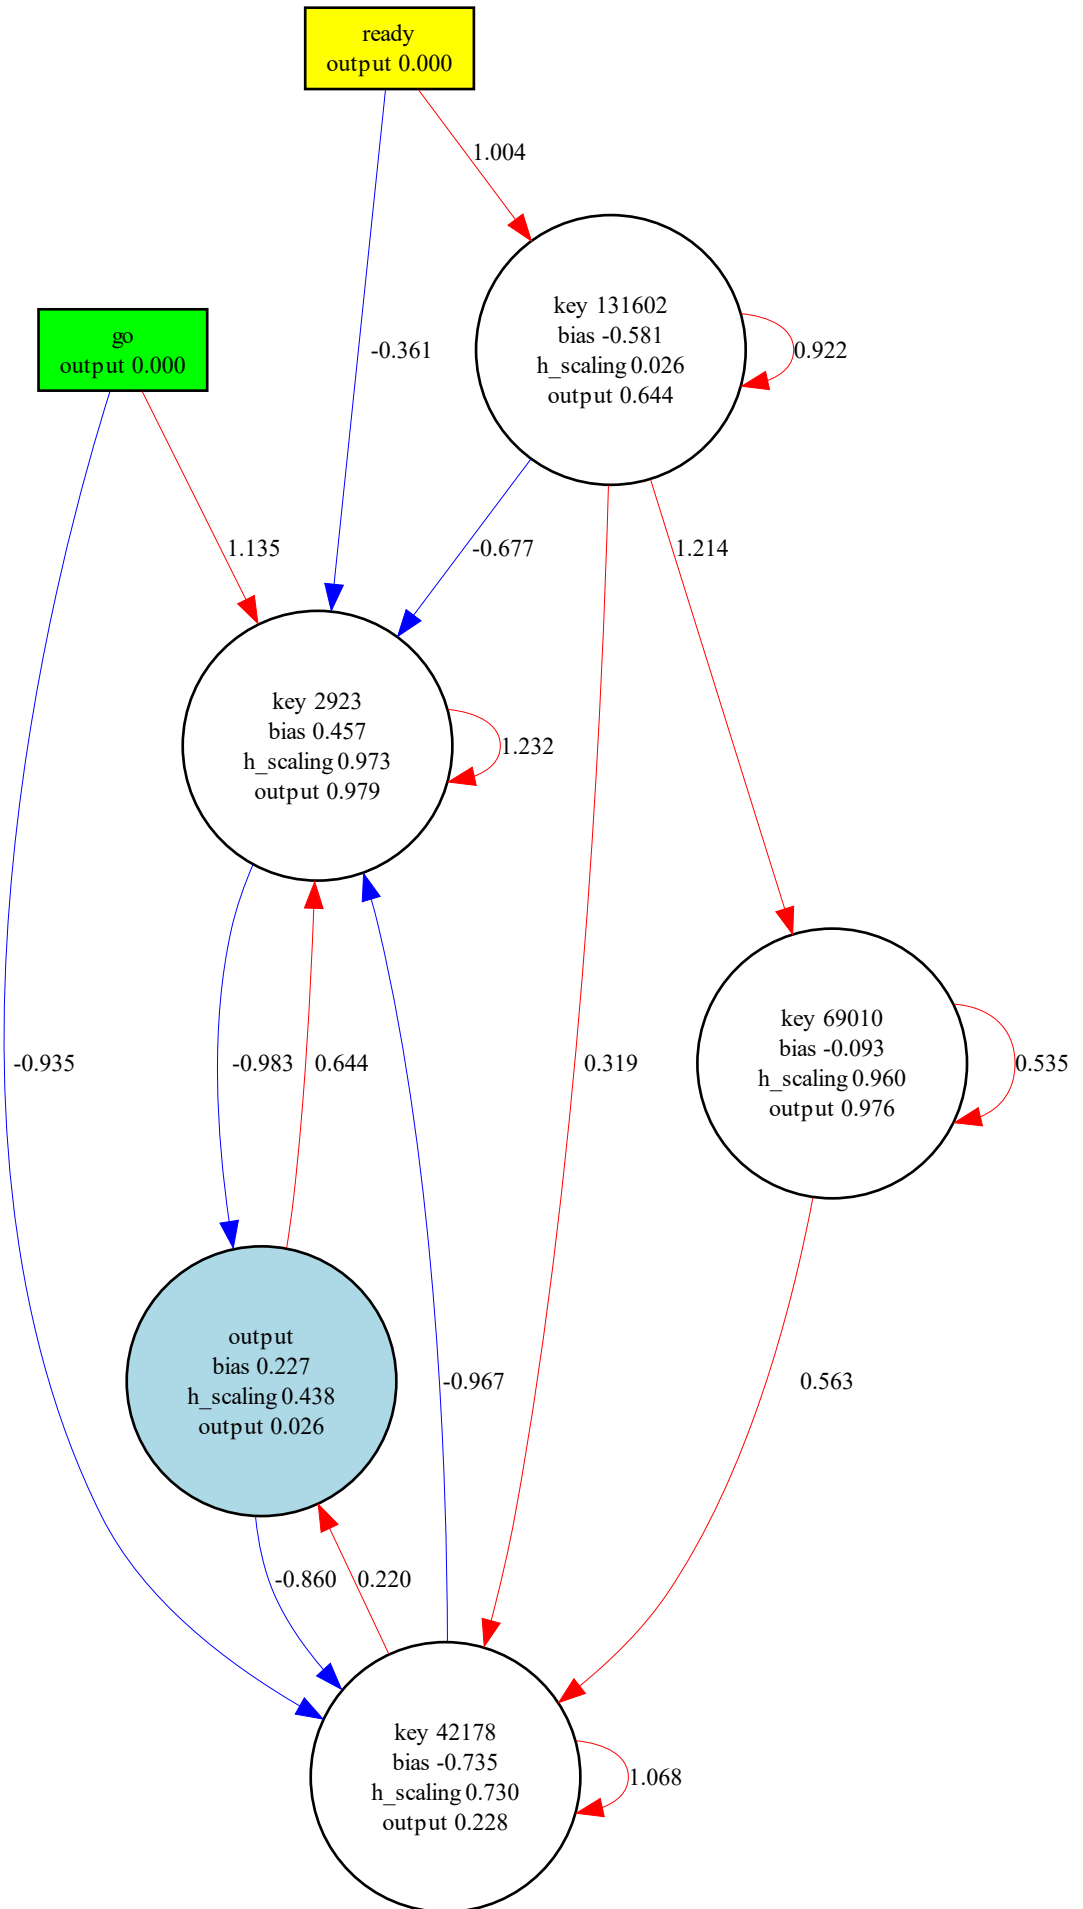 ready
output 0.000
1.004
key 131602
bias -0.581
h_scaling 0.026
output 0.644
0.922
go
output 0.000
-0.361
1.135
-0.677
1.214
key 2923
bias 0.457
h_scaling 0.973
output 0.979
1.232
key 69010
bias -0.093
h_scaling 0.960
output 0.976
0.535
-0.935
-0.983
0.644
0.319
output
bias 0.227
h_scaling 0.438
output 0.026
-0.967
0.563
-0.860
0.220
key 42178
bias -0.735
h_scaling 0.730
output 0.228
1.068